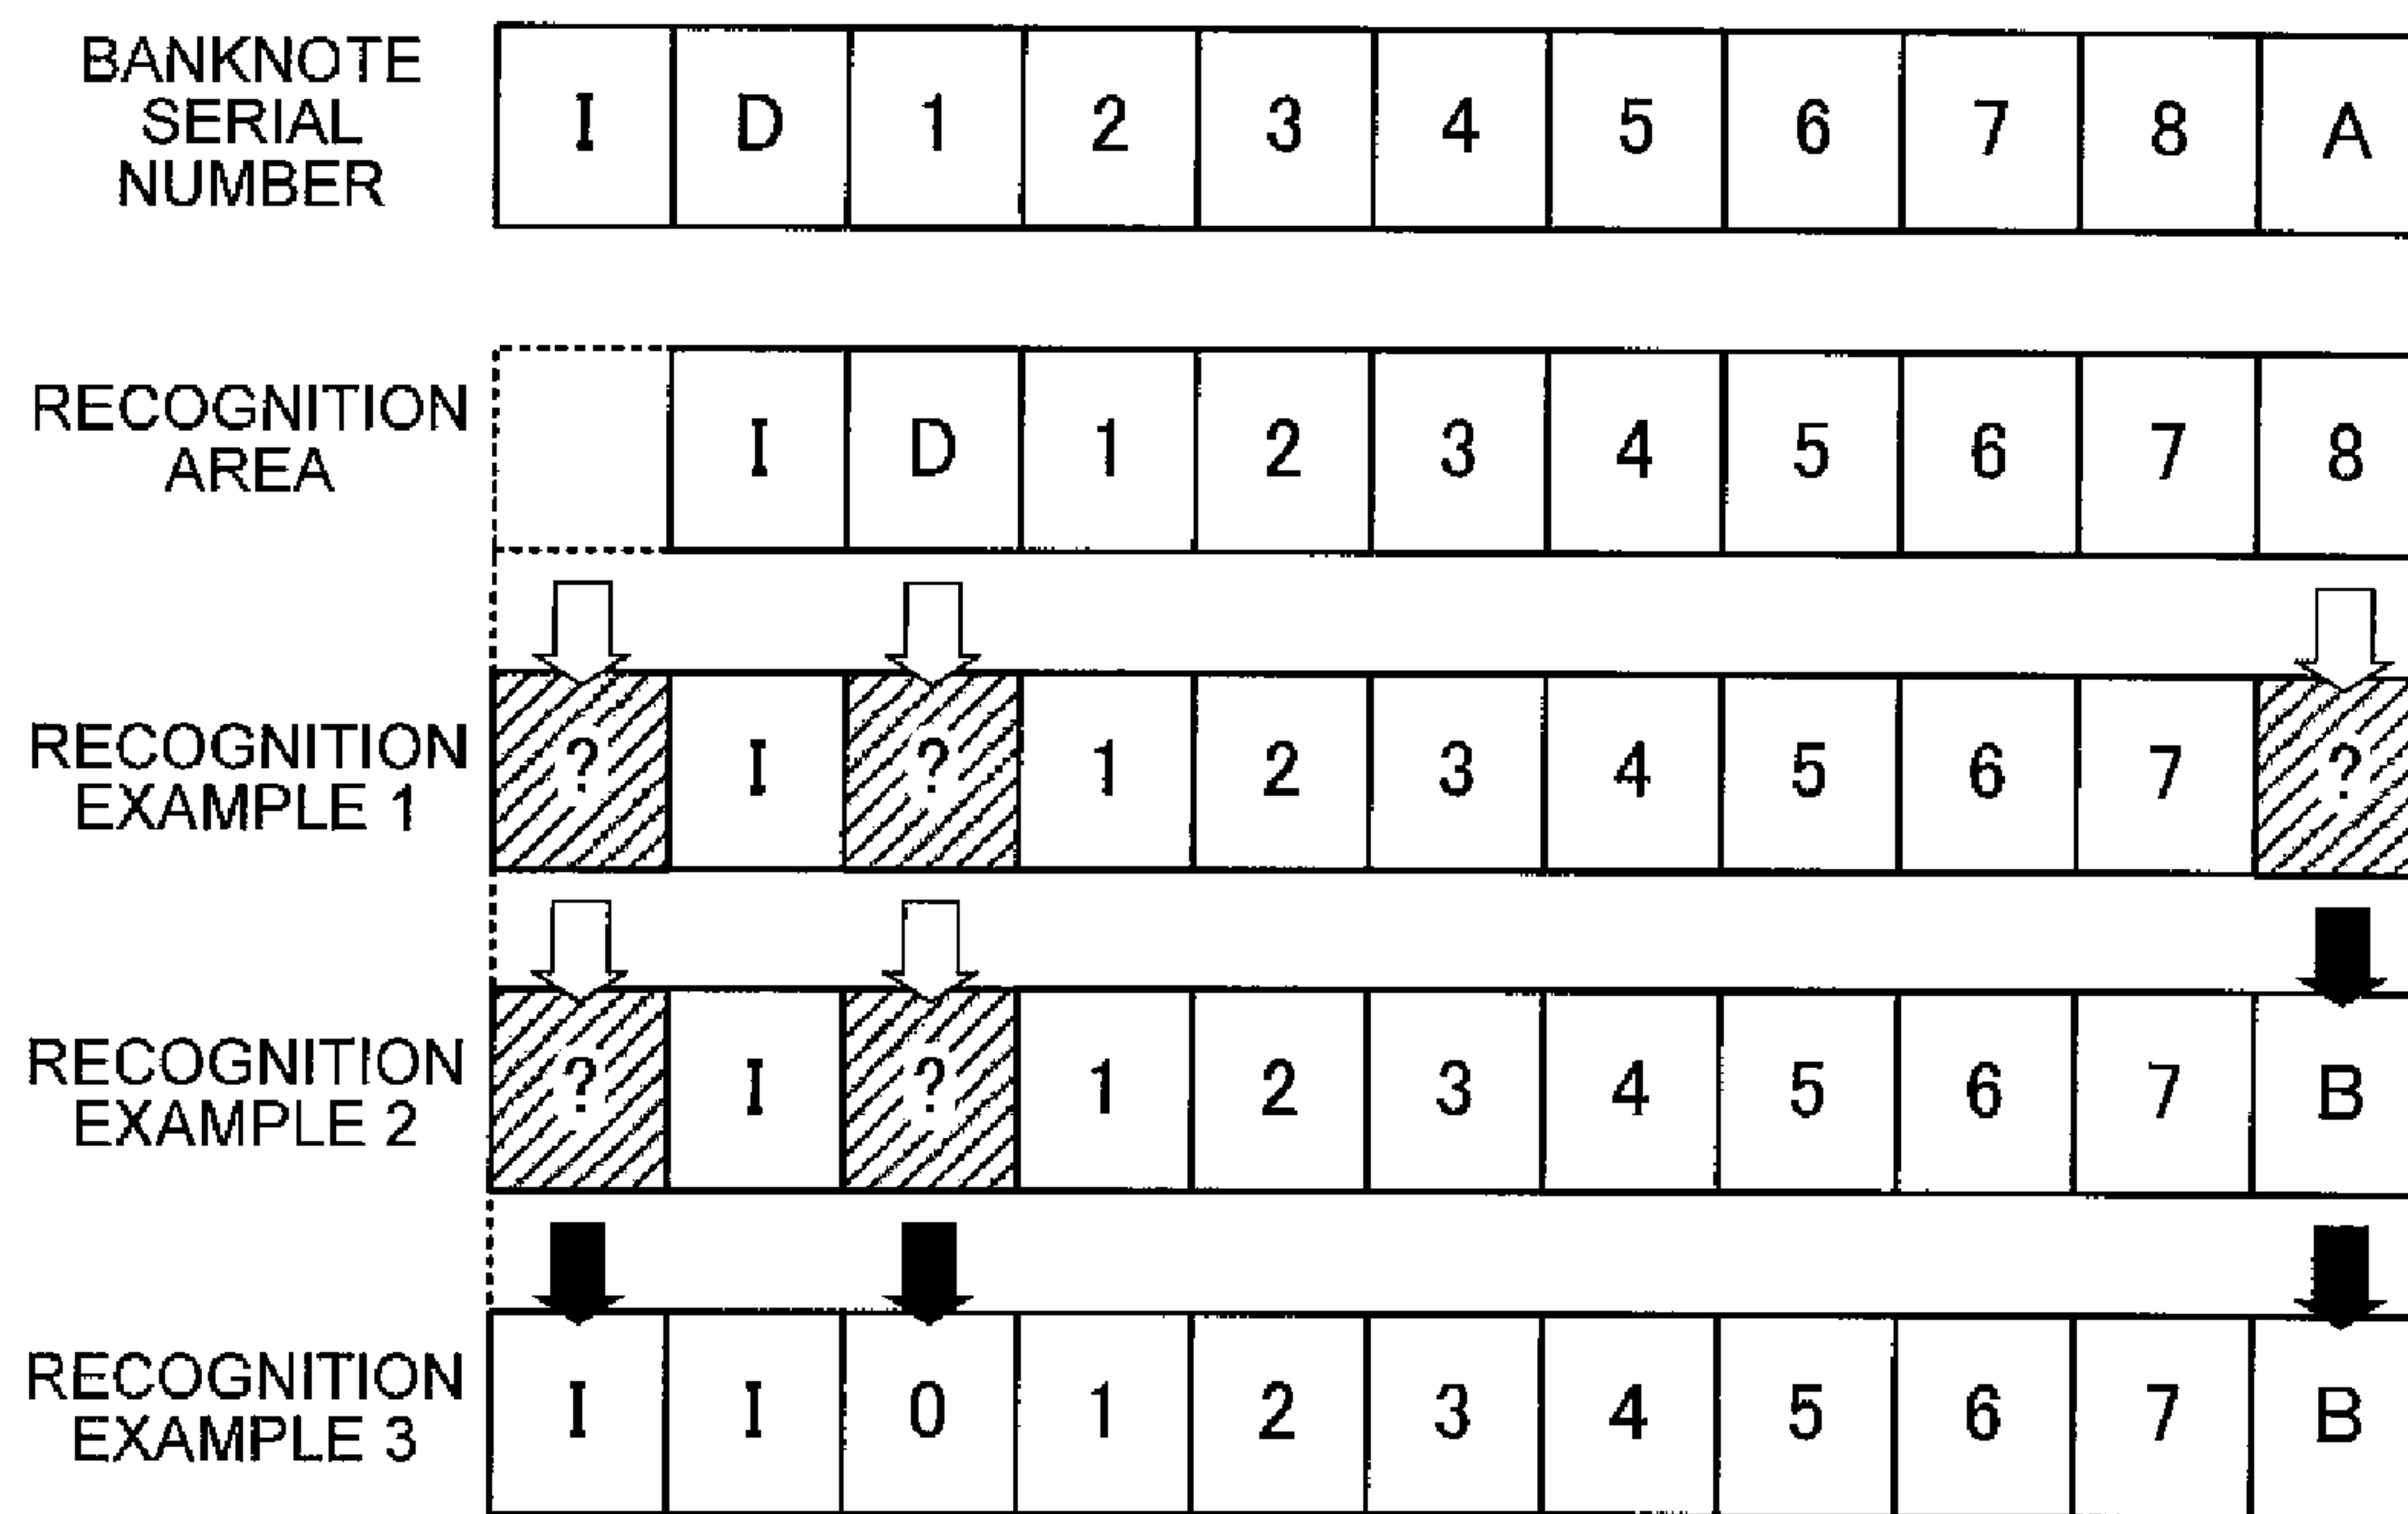 BANKNOTE
SERIAL
NUMBER
I D 1 2 3 4 5 6 7 8 A
RECOGNITION
AREA
I D 1 2 3 4 5 6 7 8
RECOGNITION
EXAMPLE 1
? I ? 1 2 3 4 5 6 7 ?
RECOGNITION
EXAMPLE 2
? I ? 1 2 3 4 5 6 7 B
RECOGNITION
EXAMPLE 3
I I 0 1 2 3 4 5 6 7 B